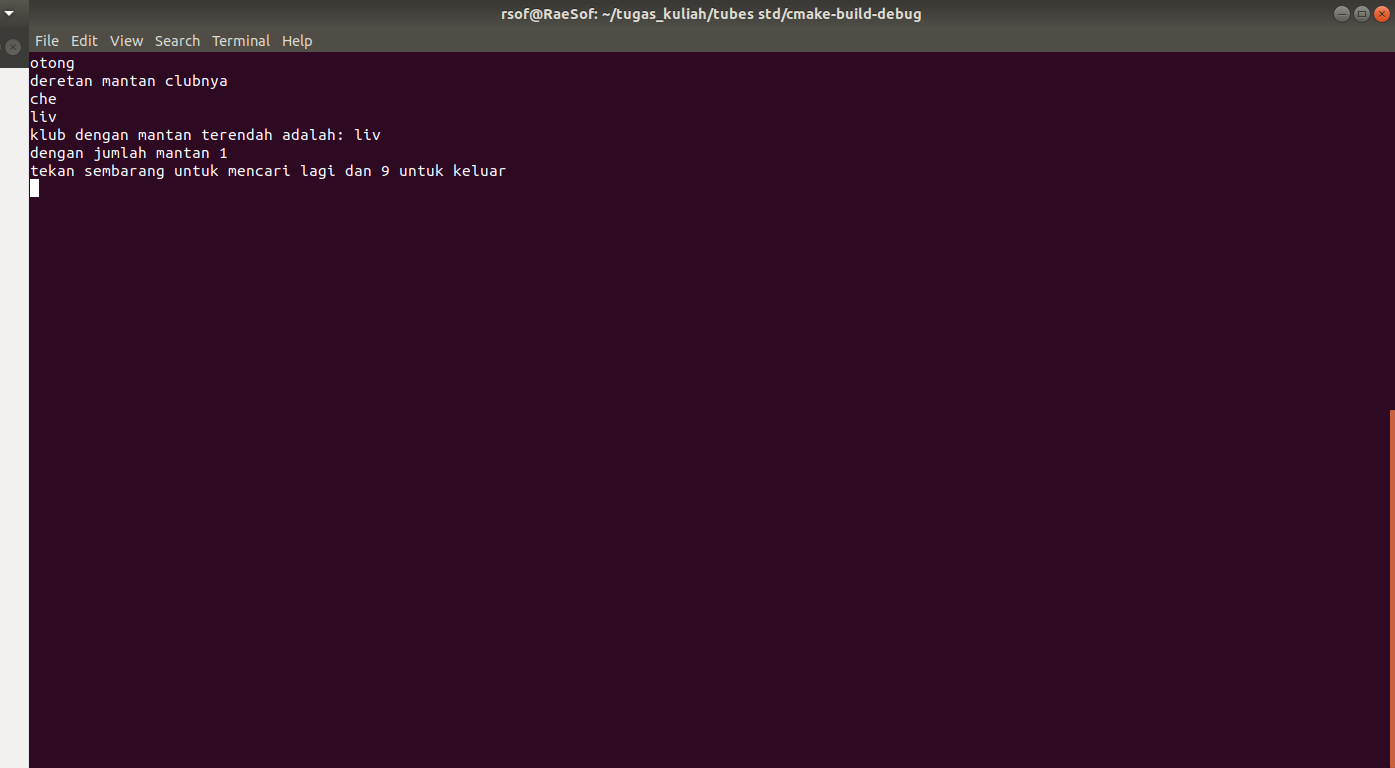 rsof@RaeSof: ~/tugas_kuliah/tubes std/cmake-build-debug
File Edit View Search Terminal Help
otong
deretan mantan clubnya
che
liv
klub dengan mantan terendah adalah: liv
dengan jumlah mantan 1
tekan sembarang untuk mencari lagi dan 9 untuk keluar